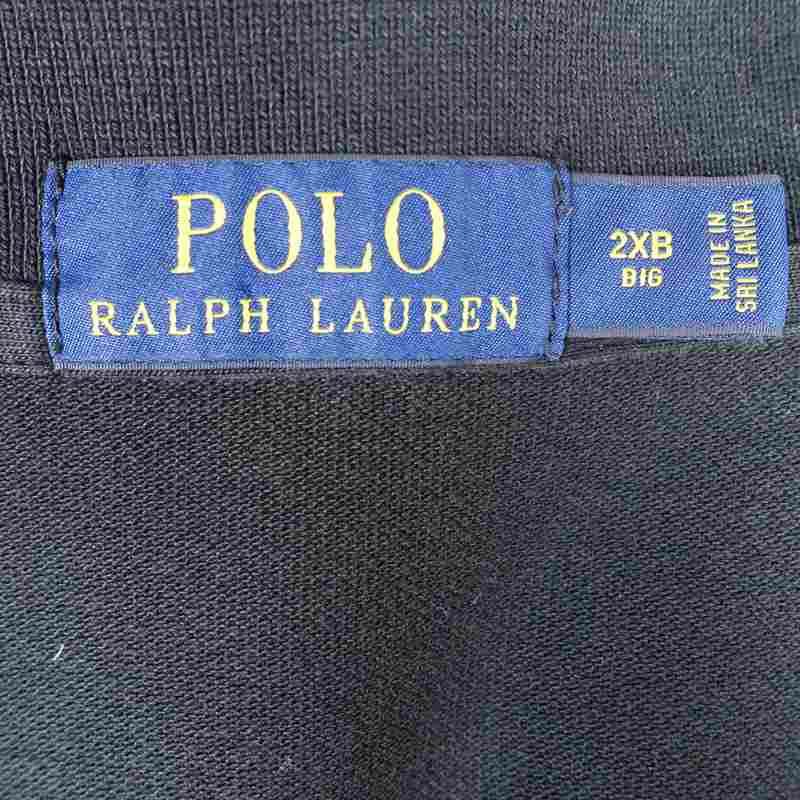 POLO
RALPH LAUREN
2XB
BIG
MADE IN
SRI LANKA